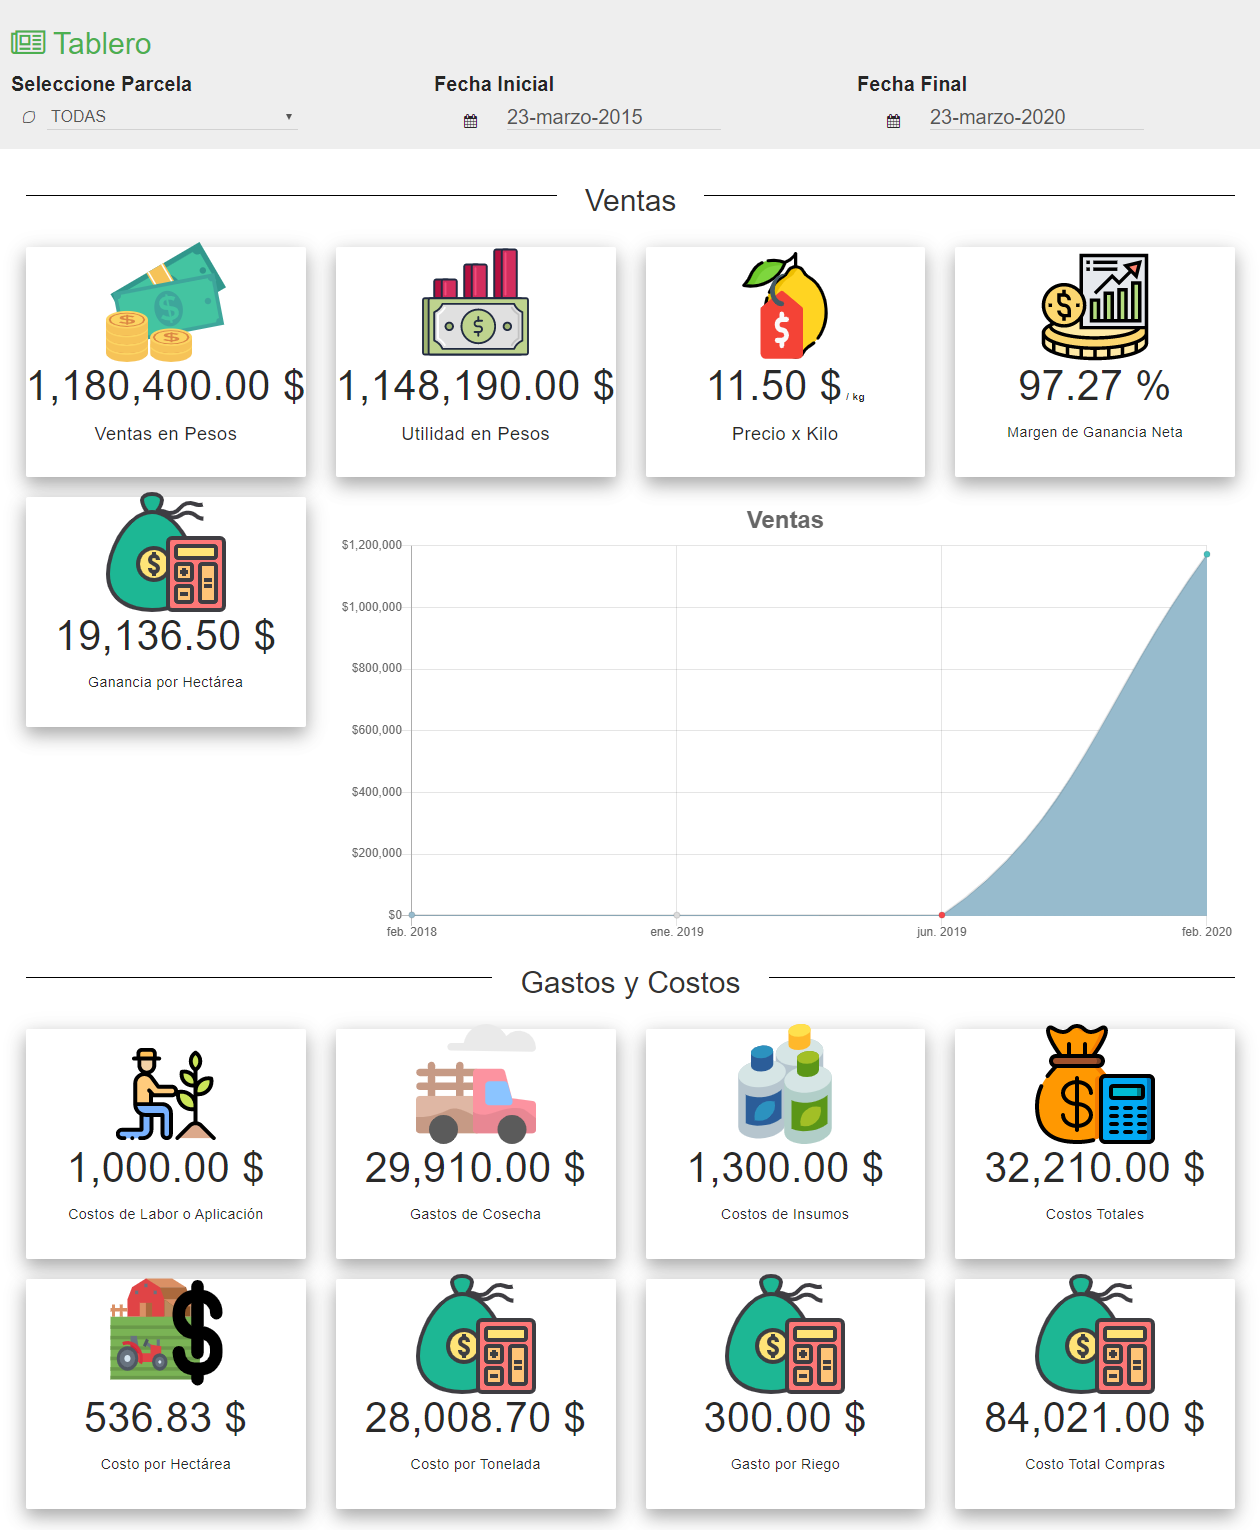 Tablero
Seleccione Parcela
Fecha Inicial
Fecha Final
TODAS
23-marzo-2015
23-marzo-2020
Ventas
1,180,400.00 $
Ventas en Pesos
1,148,190.00 $
Utilidad en Pesos
11.50 $ / kg
Precio x Kilo
97.27 %
Margen de Ganancia Neta
19,136.50 $
Ganancia por Hectárea
Ventas
$1,200,000
$1,000,000
$800,000
$600,000
$400,000
$200,000
$0
feb. 2018
ene. 2019
jun. 2019
feb. 2020
Gastos y Costos
1,000.00 $
Costos de Labor o Aplicación
29,910.00 $
Gastos de Cosecha
1,300.00 $
Costos de Insumos
32,210.00 $
Costos Totales
536.83 $
Costo por Hectárea
28,008.70 $
Costo por Tonelada
300.00 $
Gasto por Riego
84,021.00 $
Costo Total Compras